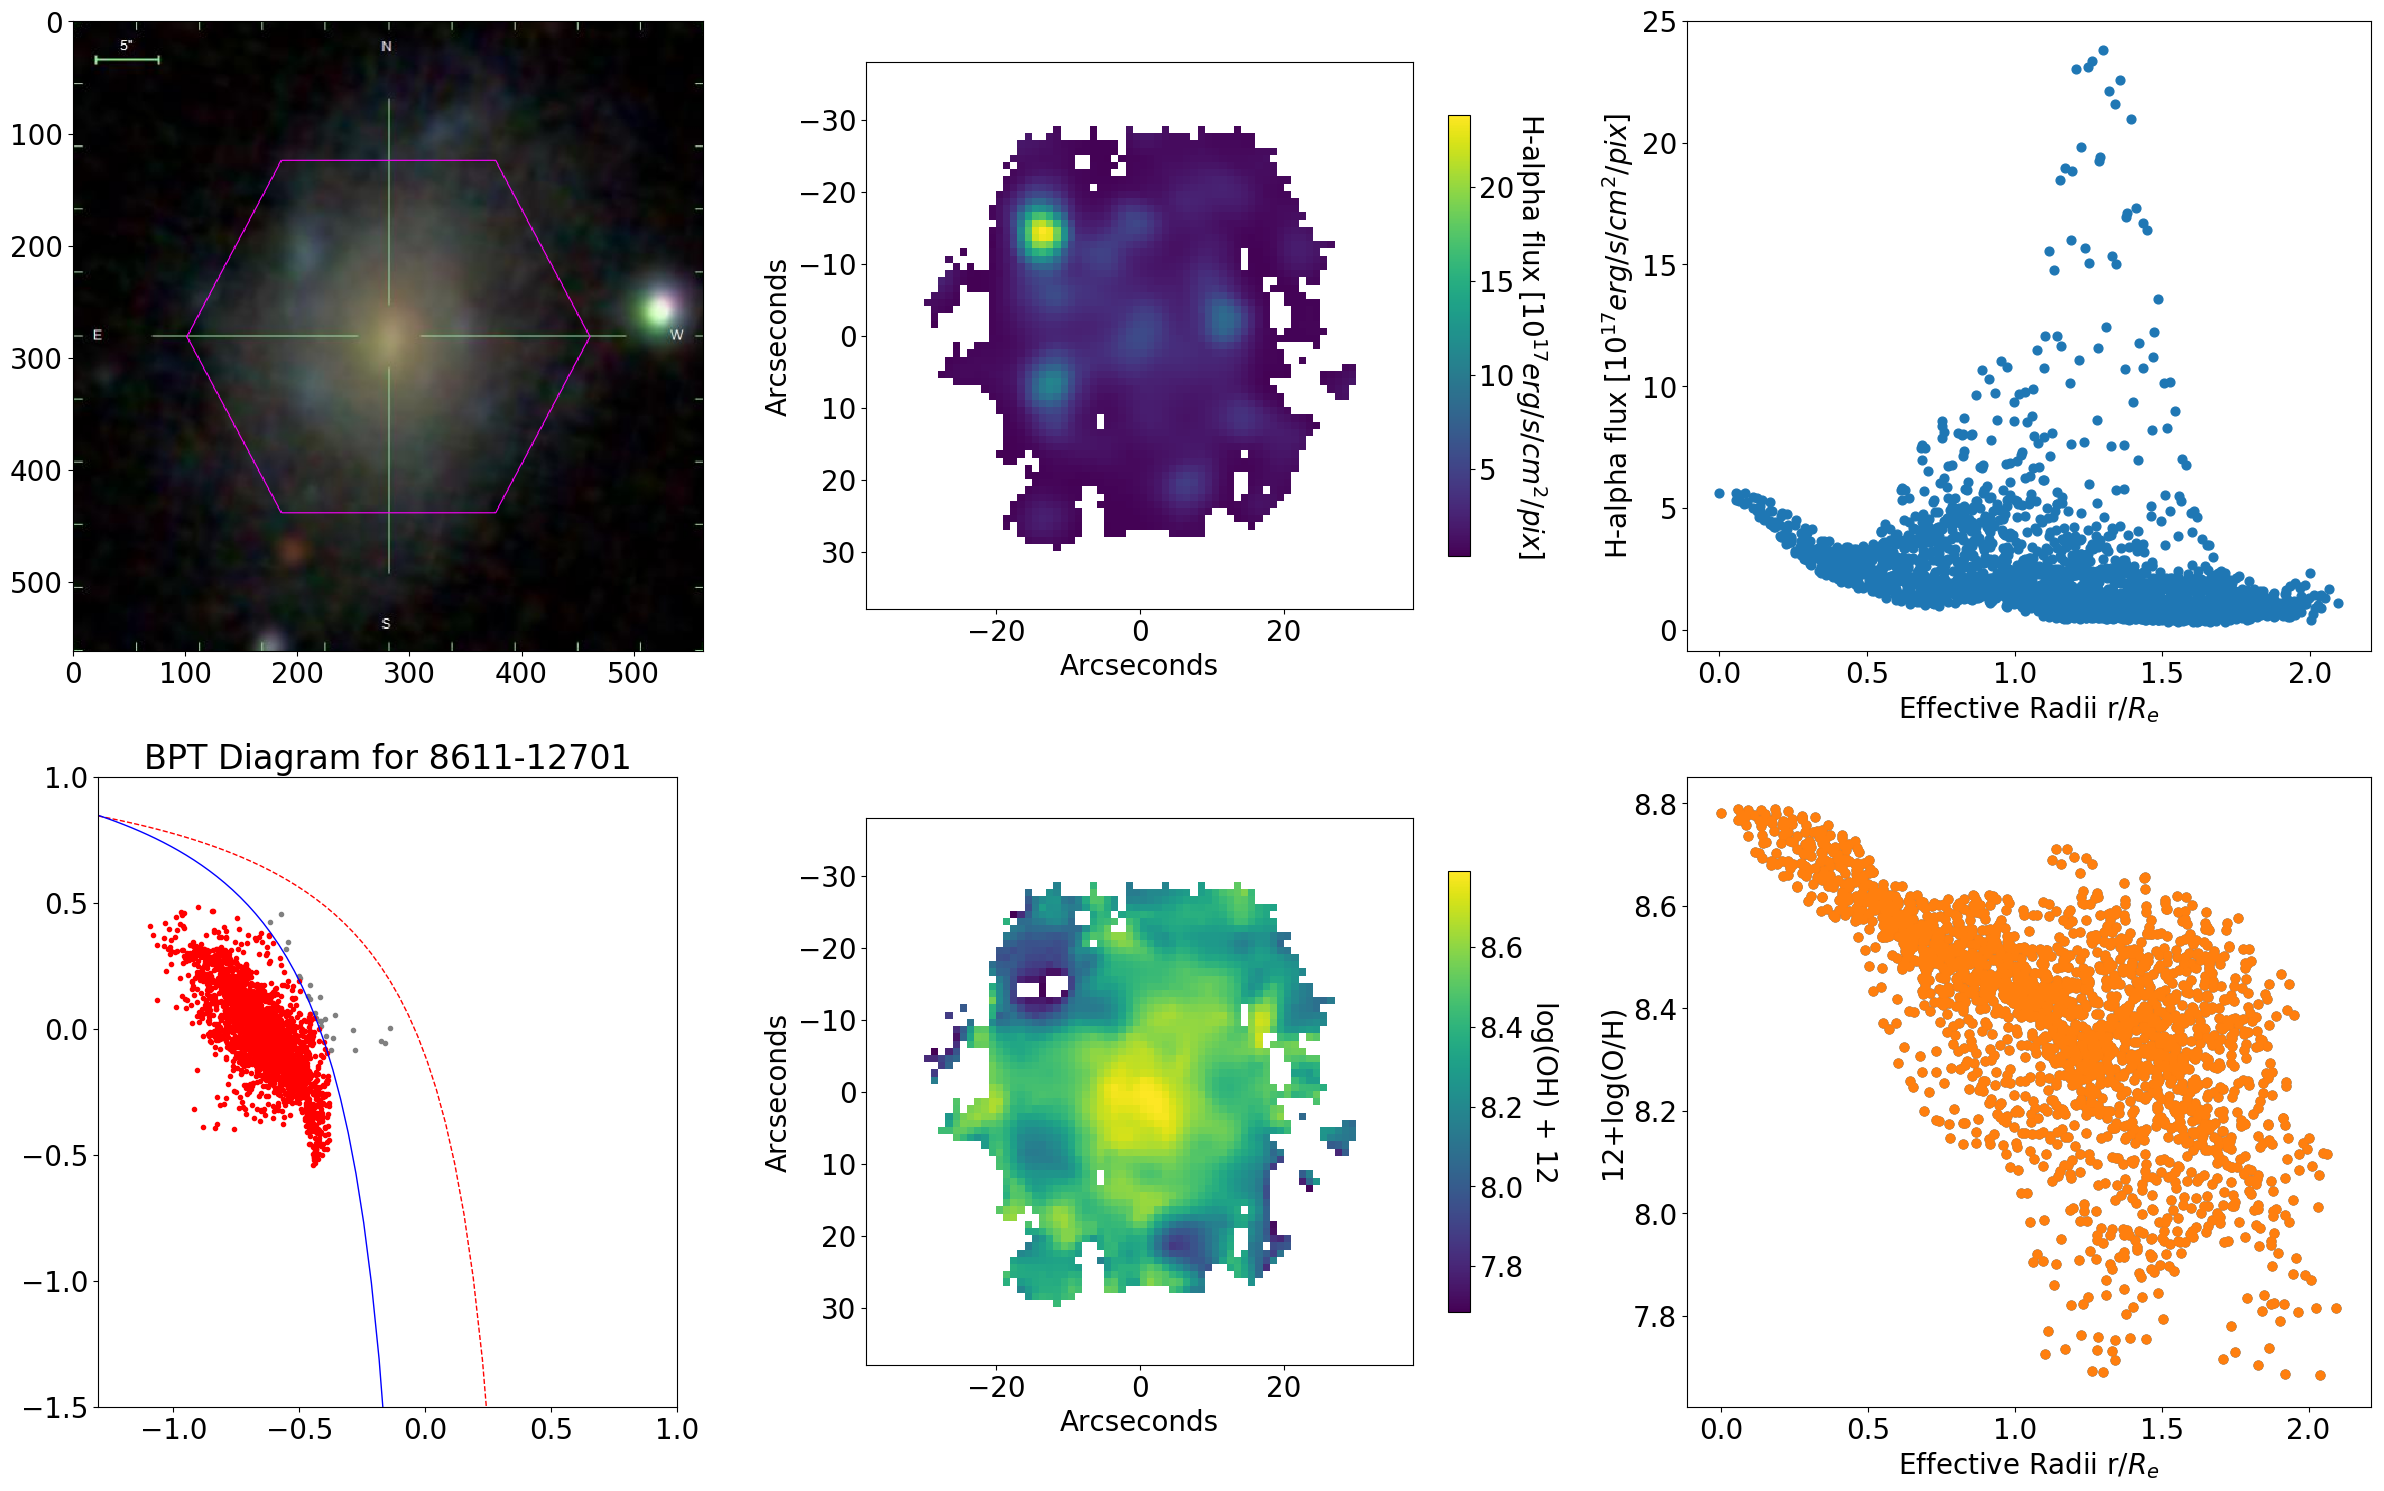 0
100
200
300
400
500
5"
N
E
W
S
0 100 200 300 400 500
−30
−20
−10
0
10
20
30
Arcseconds
−20 0 20
Arcseconds
20
15
10
5
H-alpha flux [10^17 erg/s/cm^2/pix]
25
20
15
10
5
0
H-alpha flux [10^17 erg/s/cm^2/pix]
0.0 0.5 1.0 1.5 2.0
Effective Radii r/R_e
BPT Diagram for 8611-12701
1.0
0.5
0.0
−0.5
−1.0
−1.5
−1.0 −0.5 0.0 0.5 1.0
−30
−20
−10
0
10
20
30
Arcseconds
−20 0 20
Arcseconds
8.6
8.4
8.2
8.0
7.8
log(OH) + 12
8.8
8.6
8.4
8.2
8.0
7.8
12+log(O/H)
0.0 0.5 1.0 1.5 2.0
Effective Radii r/R_e